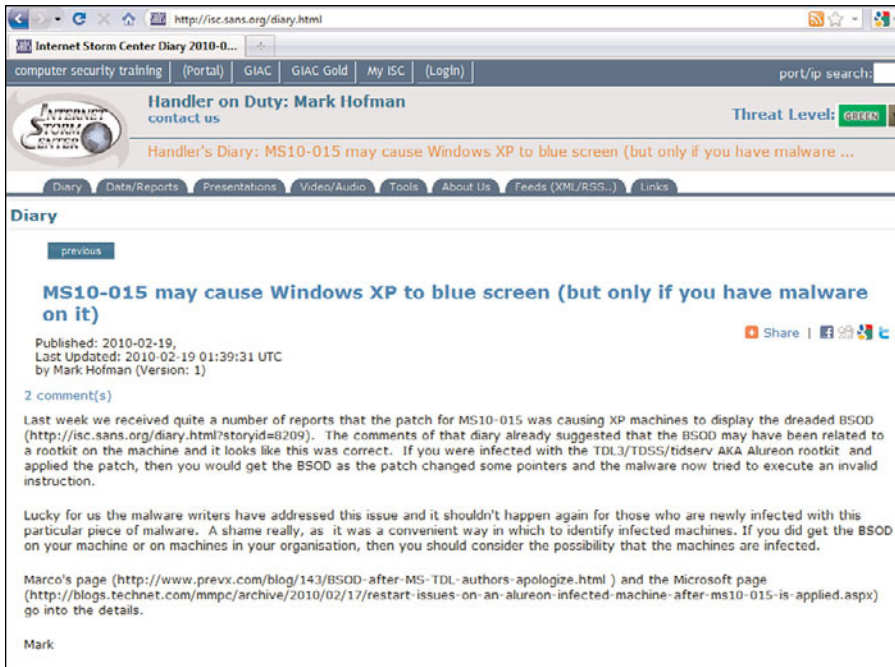 http://isc.sans.org/diary.html
Internet Storm Center Diary 2010-0...
computer security training | (Portal) | GIAC | GIAC Gold | My ISC | (Login) |
port/ip search:
INTERNET STORM CENTER
Handler on Duty: Mark Hofman
contact us
Threat Level: GREEN
Handler's Diary: MS10-015 may cause Windows XP to blue screen (but only if you have malware ...
Diary
Data/Reports
Presentations
Video/Audio
Tools
About Us
Feeds (XML/RSS..)
Links
Diary
previous
MS10-015 may cause Windows XP to blue screen (but only if you have malware
on it)
Share |
Published: 2010-02-19,
Last Updated: 2010-02-19 01:39:31 UTC
by Mark Hofman (Version: 1)
2 comment(s)
Last week we received quite a number of reports that the patch for MS10-015 was causing XP machines to display the dreaded BSOD
(http://isc.sans.org/diary.html?storyid=8209). The comments of that diary already suggested that the BSOD may have been related to
a rootkit on the machine and it looks like this was correct. If you were infected with the TDL3/TDSS/tidserv AKA Alureon rootkit and
applied the patch, then you would get the BSOD as the patch changed some pointers and the malware now tried to execute an invalid
instruction.
Lucky for us the malware writers have addressed this issue and it shouldn't happen again for those who are newly infected with this
particular piece of malware. A shame really, as it was a convenient way in which to identify infected machines. If you did get the BSOD
on your machine or on machines in your organisation, then you should consider the possibility that the machines are infected.
Marco's page (http://www.prevx.com/blog/143/BSOD-after-MS-TDL-authors-apologize.html ) and the Microsoft page
(http://blogs.technet.com/mmpc/archive/2010/02/17/restart-issues-on-an-alureon-infected-machine-after-ms10-015-is-applied.aspx)
go into the details.
Mark